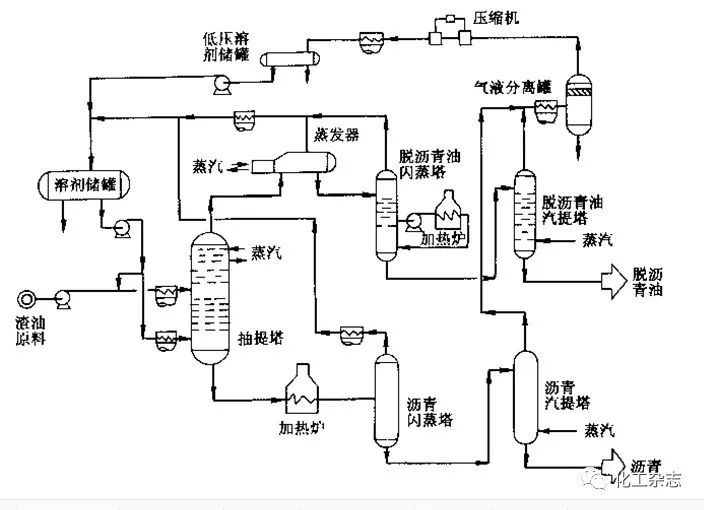 压缩机
低压溶
剂储罐
气液分离罐
蒸发器
蒸汽
脱沥青油
闪蒸塔
溶剂储罐
脱沥青油
汽提塔
加热炉
蒸汽
蒸汽
脱沥
青油
渣油
原料
抽提塔
沥青
闪蒸塔
沥青
汽提塔
加热炉
蒸汽
沥青
化工杂志